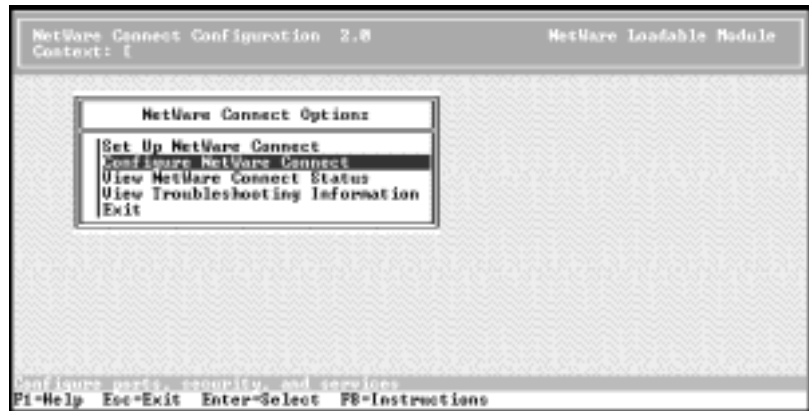 NetWare Connect Configuration 2.0 NetWare Loadable Module
Context: [
NetWare Connect Options
Set Up NetWare Connect
Configure NetWare Connect
View NetWare Connect Status
View Troubleshooting Information
Exit
Configure ports, security, and services
F1=Help Esc=Exit Enter=Select F8=Instructions